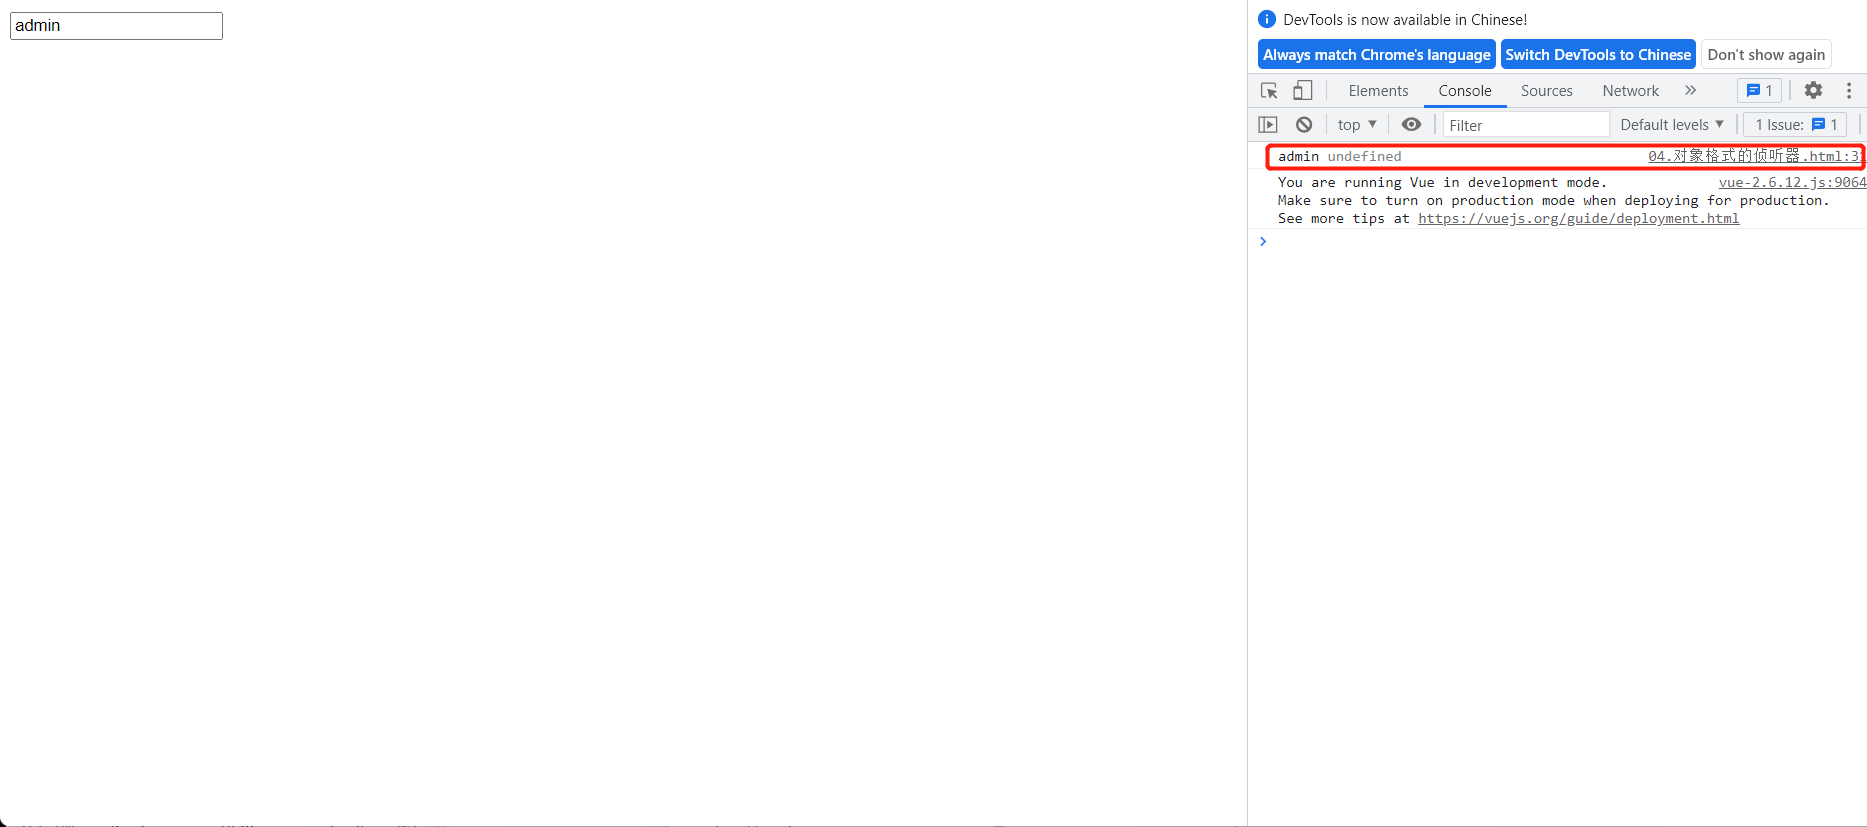 admin
DevTools is now available in Chinese!
Always match Chrome's language Switch DevTools to Chinese Don't show again
Elements Console Sources Network 1
top Filter Default levels 1 Issue: 1
admin undefined 04.对象格式的侦听器.html:31
You are running Vue in development mode. vue-2.6.12.js:9064
Make sure to turn on production mode when deploying for production.
See more tips at https://vuejs.org/guide/deployment.html